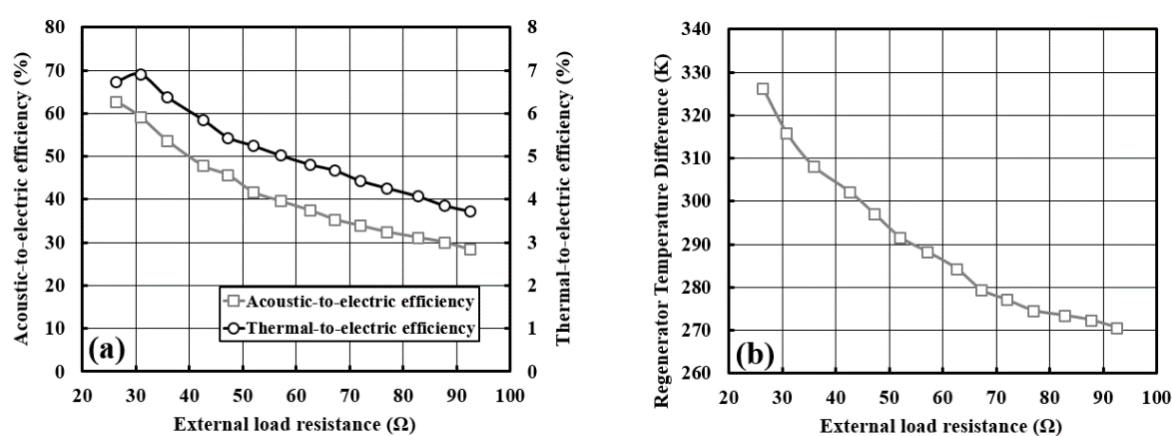 Acoustic-to-electric efficiency (%)
80
70
60
50
40
30
20
10
0
8
7
6
5
4
3
2
1
0
Thermal-to-electric efficiency (%)
Acoustic-to-electric efficiency
Thermal-to-electric efficiency
(a)
20 30 40 50 60 70 80 90 100
External load resistance (Ω)
Regenerator Temperature Difference (K)
340
330
320
310
300
290
280
270
260
(b)
20 30 40 50 60 70 80 90 100
External load resistance (Ω)